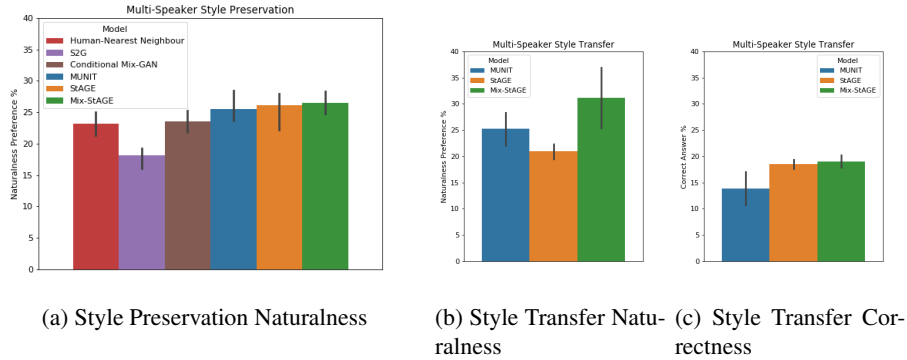 Multi-Speaker Style Preservation
Naturalness Preference %
40
35
30
25
20
15
10
5
0
Model
Human-Nearest Neighbour
S2G
Conditional Mix-GAN
MUNIT
StAGE
Mix-StAGE
(a) Style Preservation Naturalness
Multi-Speaker Style Transfer
Naturalness Preference %
40
35
30
25
20
15
10
5
0
Model
MUNIT
StAGE
Mix-StAGE
(b) Style Transfer Natu-
ralness
Multi-Speaker Style Transfer
Correct Answer %
40
35
30
25
20
15
10
5
0
Model
MUNIT
StAGE
Mix-StAGE
(c) Style Transfer Cor-
rectness